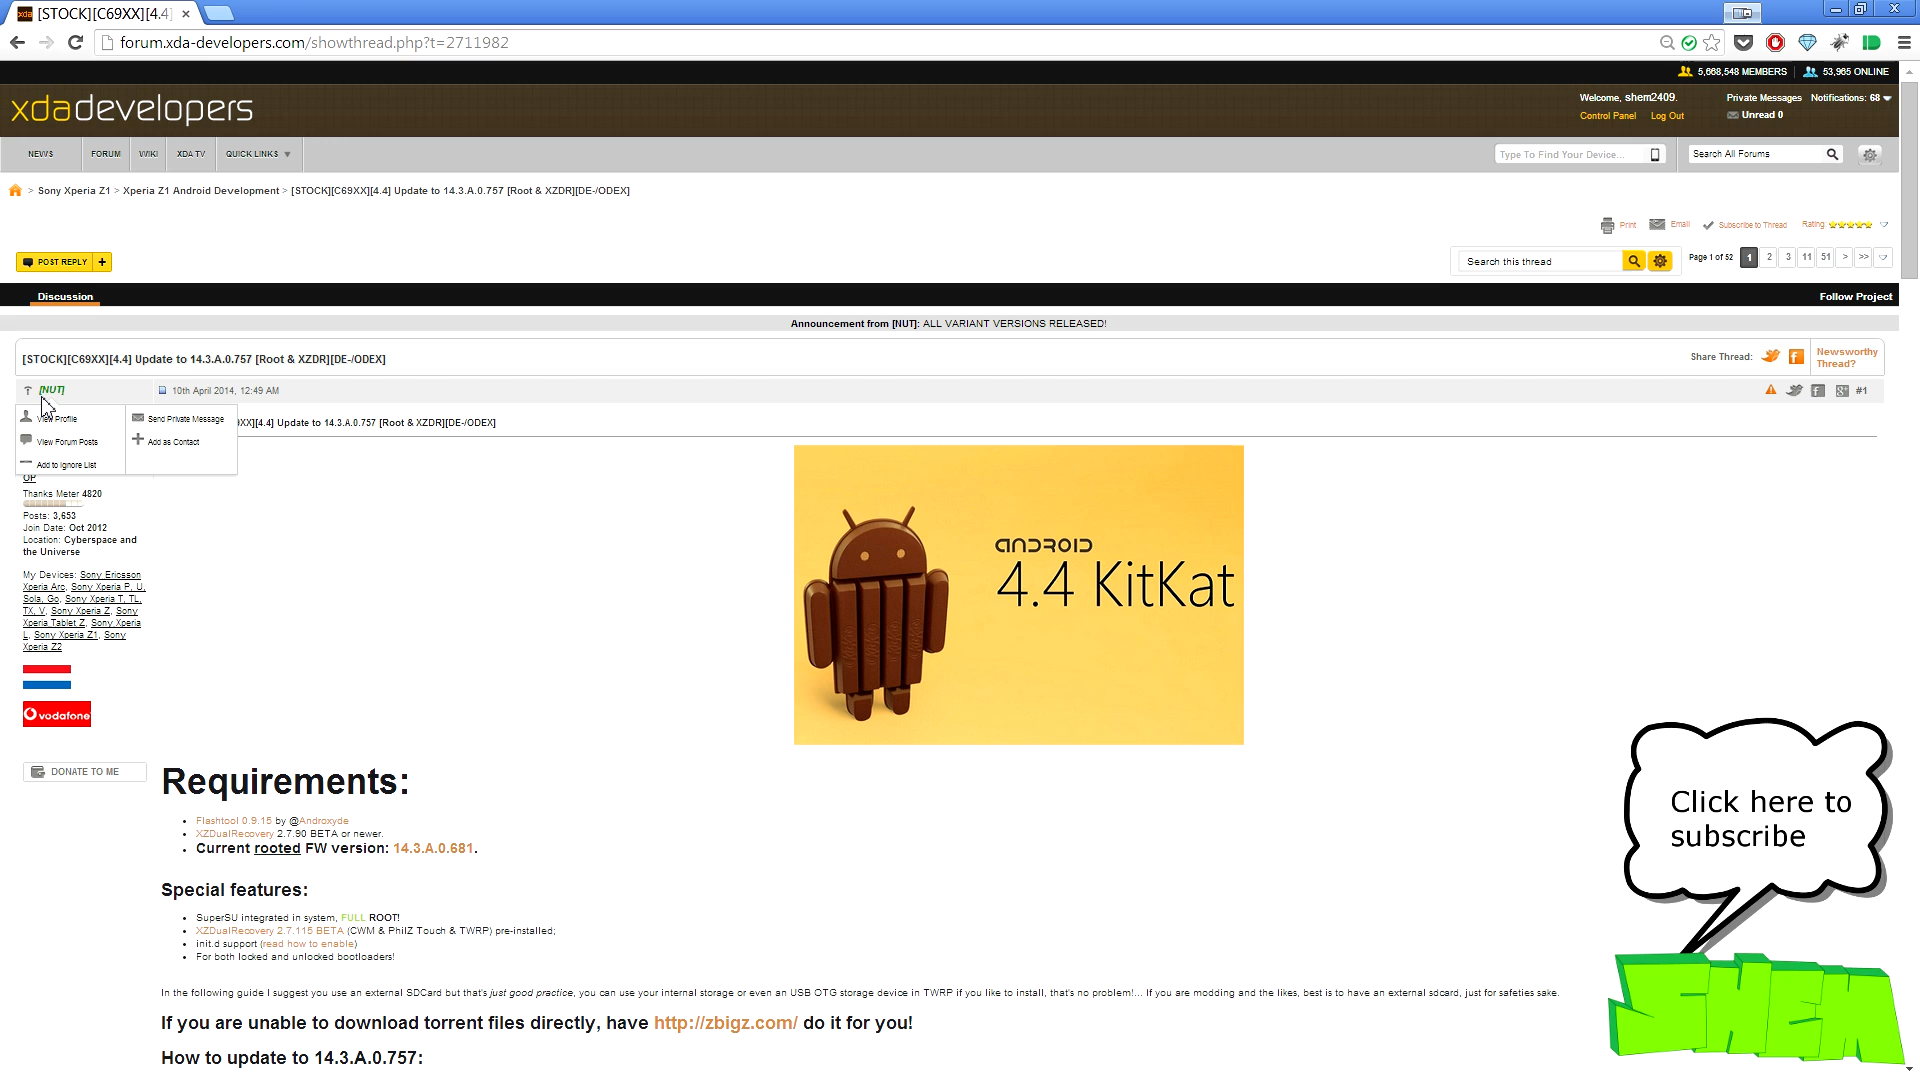 [STOCK][C69XX][4.4]
forum.xda-developers.com/showthread.php?t=2711982
5,668,548 MEMBERS 53,965 ONLINE
xdadevelopers
Welcome, shem2409. Private Messages Notifications: 68
Control Panel Log Out Unread 0
NEWS FORUM WIKI XDA TV QUICK LINKS Type To Find Your Device... Search All Forums
> Sony Xperia Z1 > Xperia Z1 Android Development > [STOCK][C69XX][4.4] Update to 14.3.A.0.757 [Root & XZDR][DE-/ODEX]
Print Email Subscribe to Thread Rating:
POST REPLY + Search this thread Page 1 of 52 1 2 3 11 51 > >>
Discussion Follow Project
Announcement from [NUT]: ALL VARIANT VERSIONS RELEASED!
[STOCK][C69XX][4.4] Update to 14.3.A.0.757 [Root & XZDR][DE-/ODEX] Share Thread: Newsworthy Thread?
[NUT] 10th April 2014, 12:49 AM #1
View Profile Send Private Message
XX][4.4] Update to 14.3.A.0.757 [Root & XZDR][DE-/ODEX]
View Forum Posts Add as Contact
Add to Ignore List
OP
Thanks Meter 4820
Posts: 3,653
Join Date: Oct 2012
Location: Cyberspace and
the Universe
My Devices: Sony Ericsson
Xperia Arc, Sony Xperia P, U,
Sola, Go, Sony Xperia T, TL,
TX, V, Sony Xperia Z, Sony
Xperia Tablet Z, Sony Xperia
L, Sony Xperia Z1, Sony
Xperia Z2
vodafone
DONATE TO ME
ANDROID
4.4 KitKat
Requirements:
Flashtool 0.9.15 by @Androxyde
XZDualRecovery 2.7.90 BETA or newer.
Current rooted FW version: 14.3.A.0.681.
Special features:
SuperSU integrated in system, FULL ROOT!
XZDualRecovery 2.7.115 BETA (CWM & PhilZ Touch & TWRP) pre-installed;
init.d support (read how to enable)
For both locked and unlocked bootloaders!
In the following guide I suggest you use an external SDCard but that's just good practice, you can use your internal storage or even an USB OTG storage device in TWRP if you like to install, that's no problem!... If you are modding and the likes, best is to have an external sdcard, just for safeties sake.
If you are unable to download torrent files directly, have http://zbigz.com/ do it for you!
How to update to 14.3.A.0.757:
Click here to
subscribe
SHEM